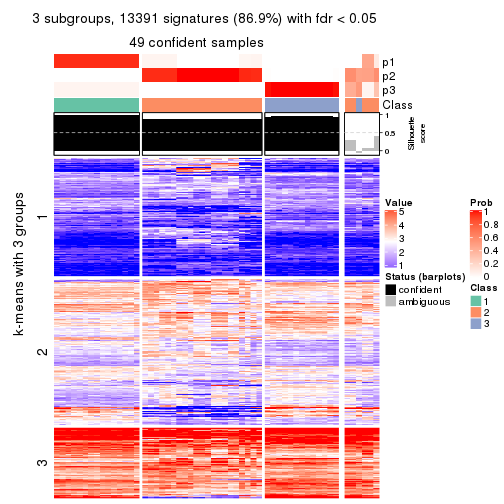 3 subgroups, 13391 signatures (86.9%) with fdr < 0.05
49 confident samples
p1
p2
p3
Class
1
0.5
0
Silhouette
score
k-means with 3 groups
1
2
3
Value
5
4
3
2
1
Status (barplots)
confident
ambiguous
Prob
1
0.8
0.6
0.4
0.2
0
Class
1
2
3